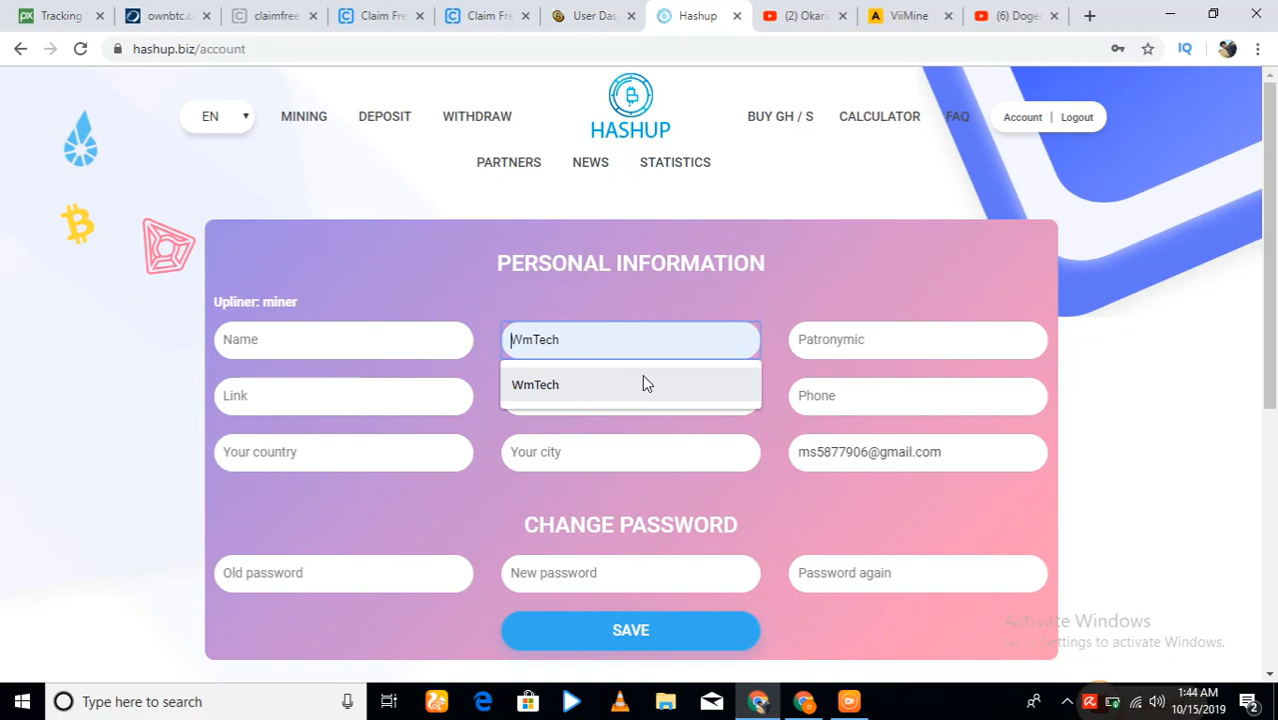 Tracking
ownbtc.c
claimfree
Claim Fre
Claim Fre
User Das
Hashup
(2) Okari
ViiMine
(6) Doge
hashup.biz/account
IQ
EN
MINING
DEPOSIT
WITHDRAW
HASHUP
BUY GH / S
CALCULATOR
FAQ
Account | Logout
PARTNERS
NEWS
STATISTICS
PERSONAL INFORMATION
Upliner: miner
Name
WmTech
Patronymic
Link
WmTech
Phone
Your country
Your city
ms5877906@gmail.com
CHANGE PASSWORD
Old password
New password
Password again
SAVE
Activate Windows
Go to Settings to activate Windows.
Type here to search
1:44 AM
10/15/2019
2